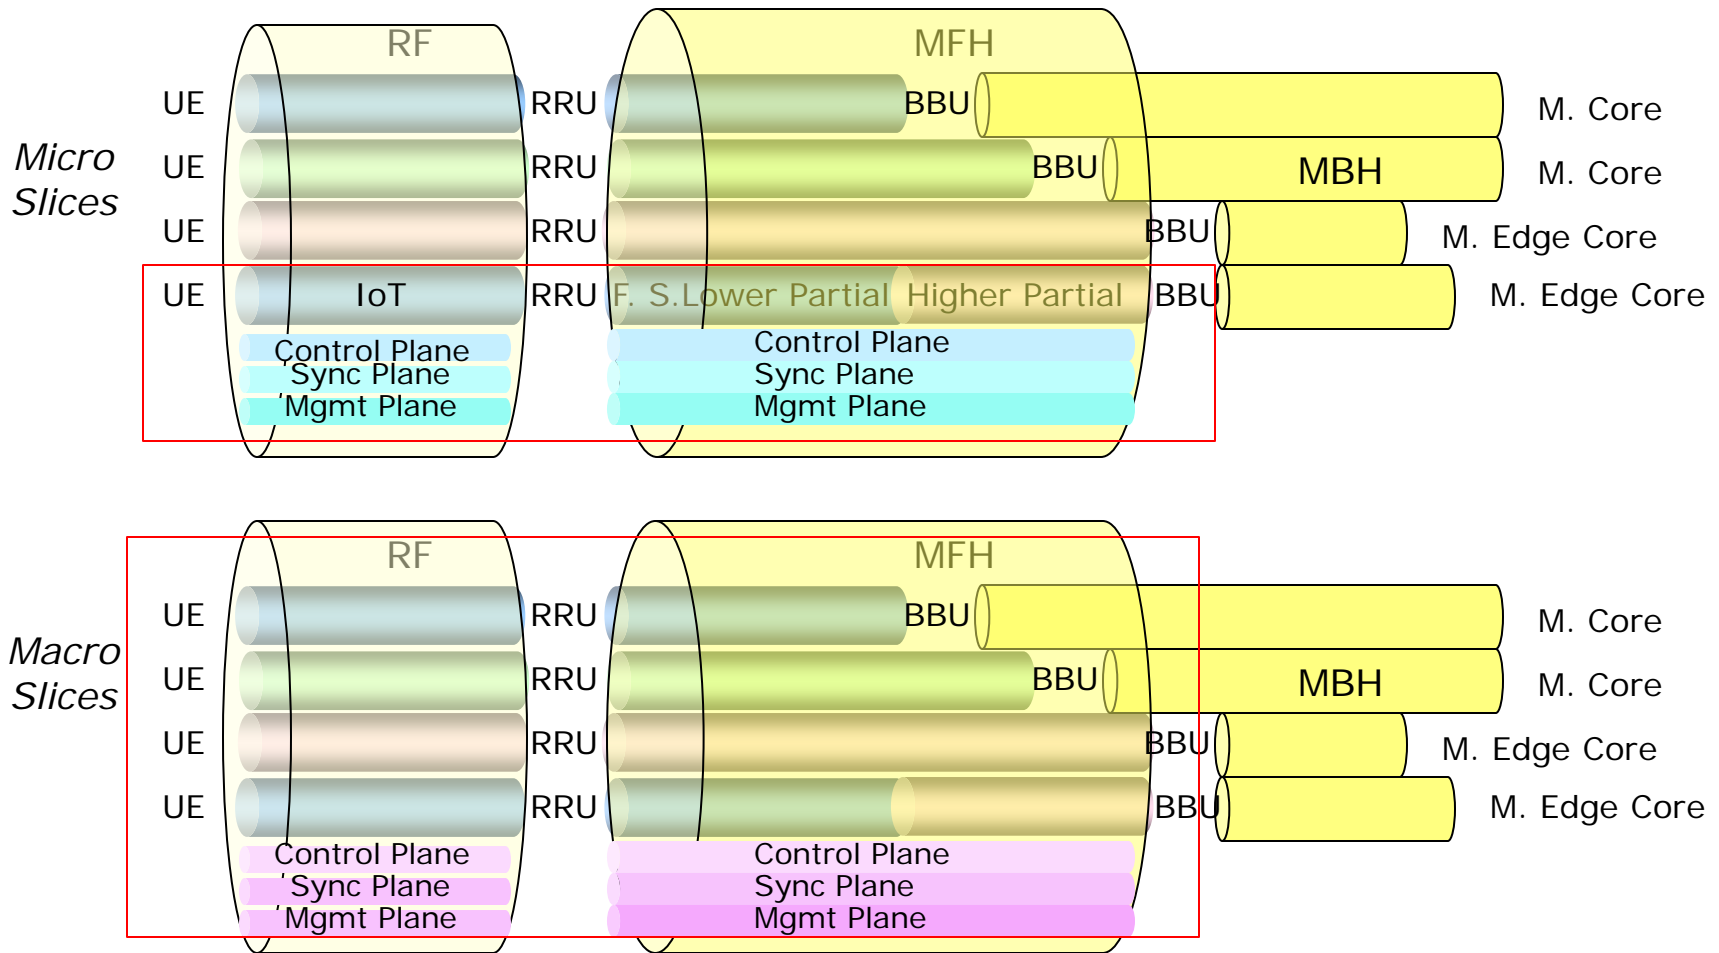 RF MFH
UE RRU BBU M. Core
Micro
Slices
UE RRU BBU MBH M. Core
UE RRU BBU M. Edge Core
UE IoT RRU F. S.Lower Partial Higher Partial BBU M. Edge Core
Control Plane Control Plane
Sync Plane Sync Plane
Mgmt Plane Mgmt Plane
RF MFH
UE RRU BBU M. Core
Macro
Slices
UE RRU BBU MBH M. Core
UE RRU BBU M. Edge Core
UE RRU BBU M. Edge Core
Control Plane Control Plane
Sync Plane Sync Plane
Mgmt Plane Mgmt Plane